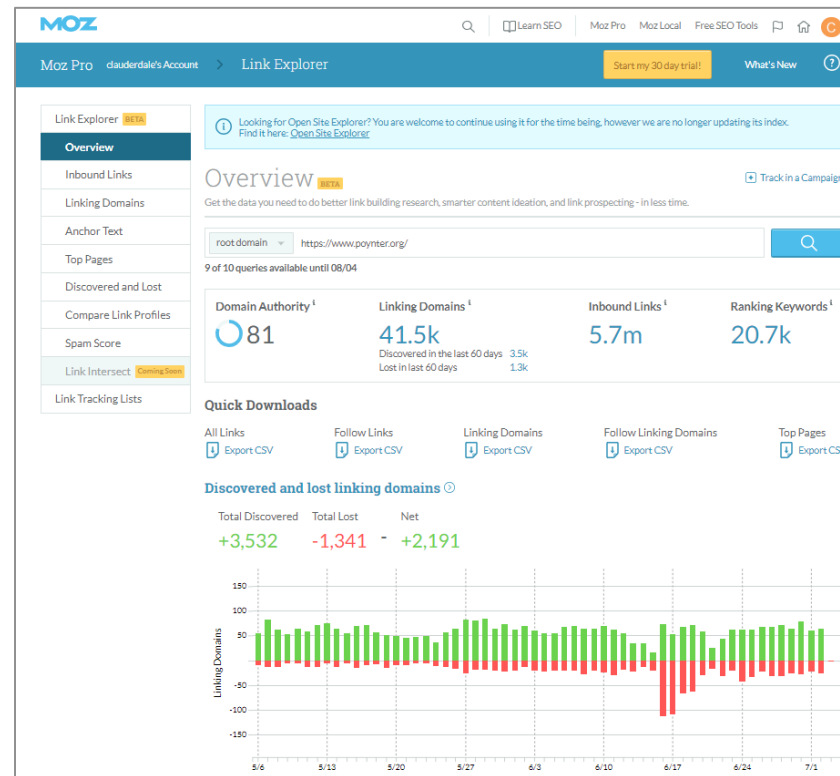 MOZ
Learn SEO Moz Pro Moz Local Free SEO Tools C
Moz Pro clauderdale's Account > Link Explorer Start my 30 day trial! What's New ?
Link Explorer BETA
Overview
Inbound Links
Linking Domains
Anchor Text
Top Pages
Discovered and Lost
Compare Link Profiles
Spam Score
Link Intersect Coming Soon
Link Tracking Lists
i Looking for Open Site Explorer? You are welcome to continue using it for the time being, however we are no longer updating its index.
Find it here: Open Site Explorer
Overview BETA
Track in a Campaign
Get the data you need to do better link building research, smarter content ideation, and link prospecting - in less time.
root domain https://www.poynter.org/
9 of 10 queries available until 08/04
Domain Authority i Linking Domains i Inbound Links i Ranking Keywords i
81 41.5k 5.7m 20.7k
Discovered in the last 60 days 3.5k
Lost in last 60 days 1.3k
Quick Downloads
All Links Follow Links Linking Domains Follow Linking Domains Top Pages
Export CSV Export CSV Export CSV Export CSV Export CS
Discovered and lost linking domains
Total Discovered Total Lost Net
+3,532 -1,341 - +2,191
Linking Domains
150
100
50
-50
-100
-150
5/6 5/13 5/20 5/27 6/3 6/10 6/17 6/24 7/1